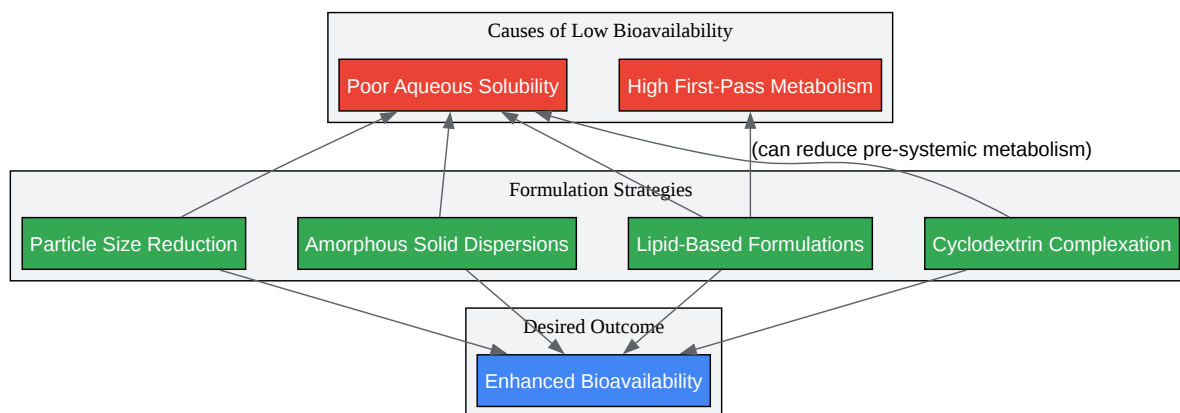 Causes of Low Bioavailability
Poor Aqueous Solubility
High First-Pass Metabolism
(can reduce pre-systemic metabolism)
Formulation Strategies
Particle Size Reduction
Amorphous Solid Dispersions
Lipid-Based Formulations
Cyclodextrin Complexation
Desired Outcome
Enhanced Bioavailability